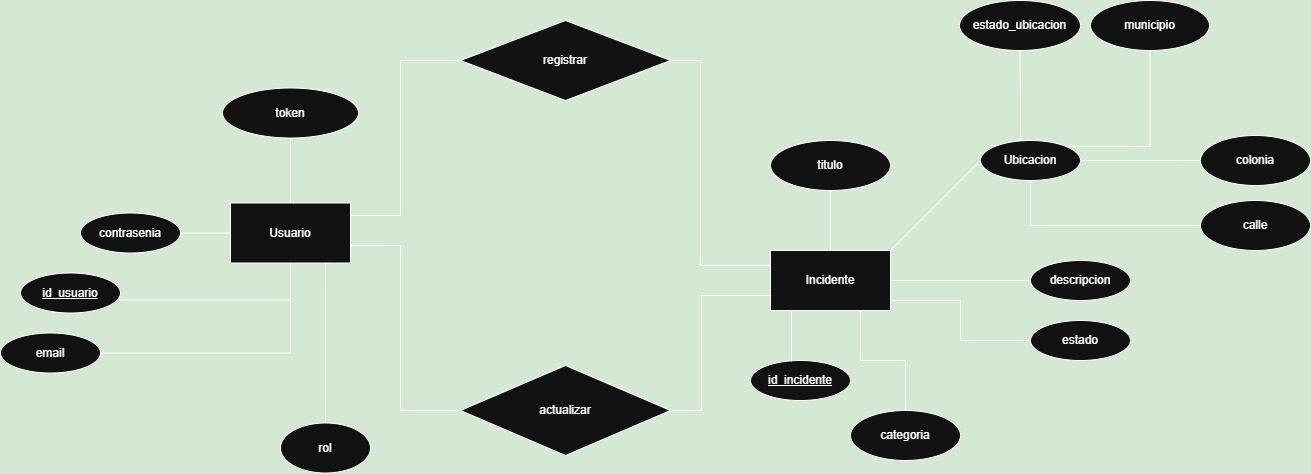 estado_ubicacion
municipio
registrar
token
titulo
Ubicacion
colonia
contrasenia
Usuario
calle
id_usuario
Incidente
descripcion
email
estado
id_incidente
actualizar
categoria
rol